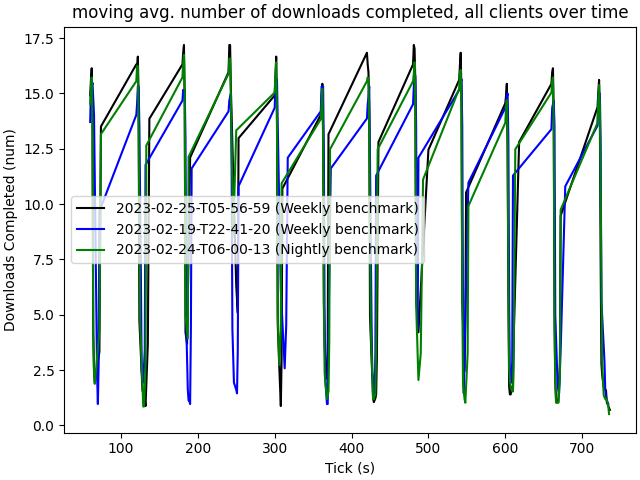 moving avg. number of downloads completed, all clients over time
17.5
15.0
12.5
10.0
7.5
5.0
2.5
0.0
Downloads Completed (num)
2023-02-25-T05-56-59 (Weekly benchmark)
2023-02-19-T22-41-20 (Weekly benchmark)
2023-02-24-T06-00-13 (Nightly benchmark)
100 200 300 400 500 600 700
Tick (s)